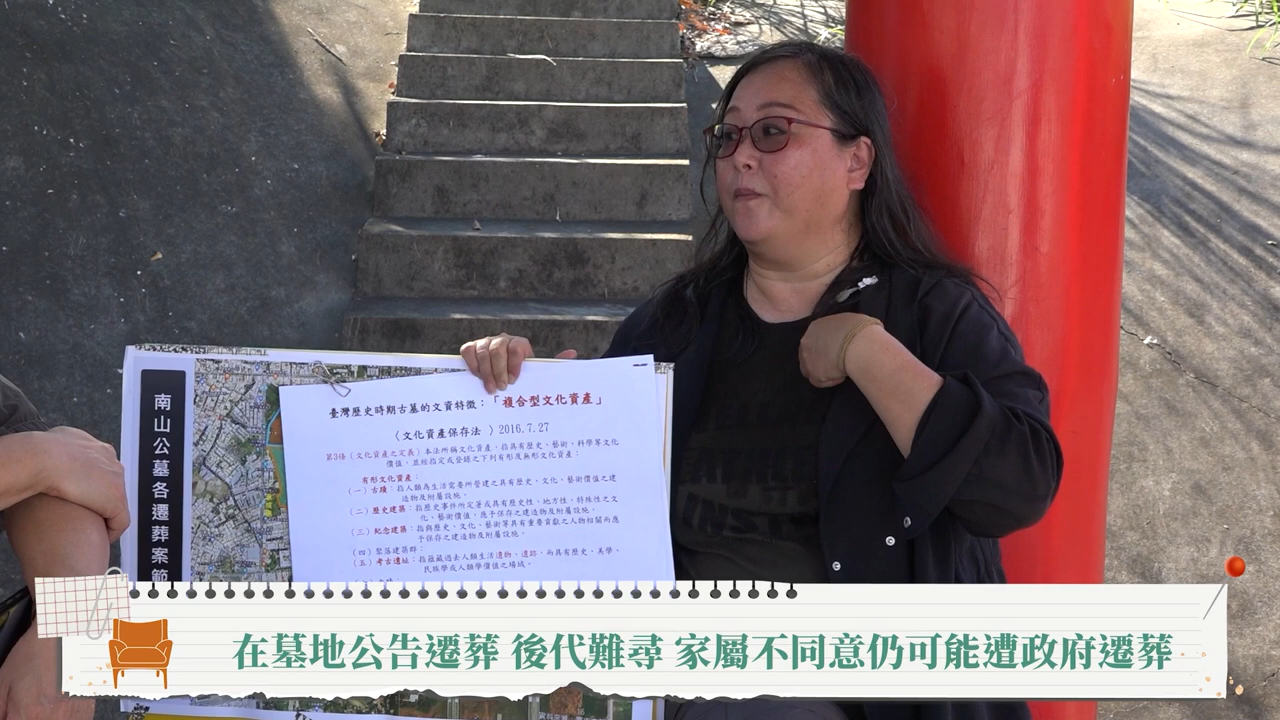 南山公墓各遷葬案範
臺灣歷史時期古墓的文資特徵：「複合型文化資產」
〈文化資產保存法 〉2016.7.27
第3條（文化資產之定義）本法所稱文化資產，指具有歷史、藝術、科學等文化
價值，並經指定或登錄之下列有形及無形文化資產：
有形文化資產：
（一）古蹟：指人類為生活需要所營建之具有歷史、文化、藝術價值之建
造物及附屬設施。
（二）歷史建築：指歷史事件所定著或具有歷史性、地方性、特殊性之文
化、藝術價值，應予保存之建造物及附屬設施。
（三）紀念建築：指與歷史、文化、藝術等具有重要貢獻之人物相關而應
予保存之建造物及附屬設施。
（四）聚落建築群：
（五）考古遺址：指蘊藏過去人類生活遺物、遺跡，而具有歷史、美學、
民族學或人類學價值之場域。
在墓地公告遷葬 後代難尋 家屬不同意仍可能遭政府遷葬